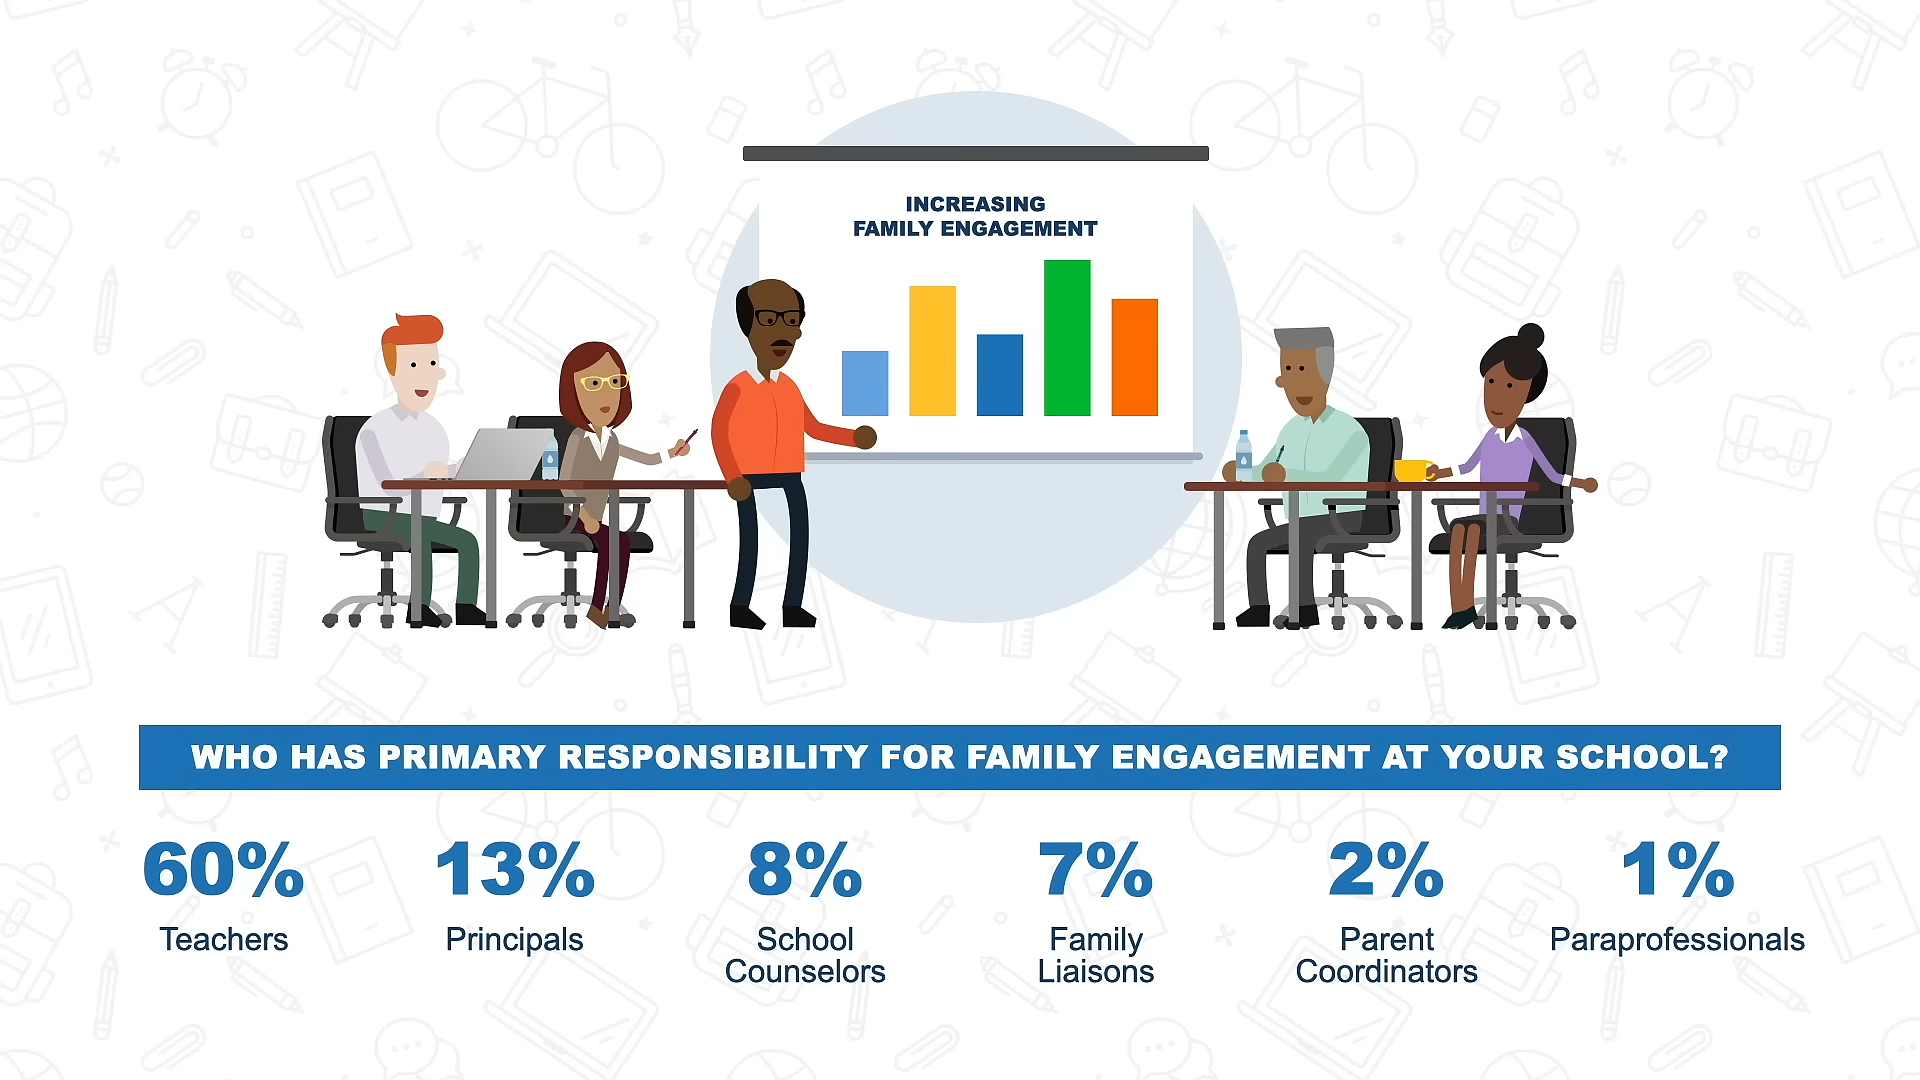 INCREASING
FAMILY ENGAGEMENT
WHO HAS PRIMARY RESPONSIBILITY FOR FAMILY ENGAGEMENT AT YOUR SCHOOL?
60%
Teachers
13%
Principals
8%
School
Counselors
7%
Family
Liaisons
2%
Parent
Coordinators
1%
Paraprofessionals